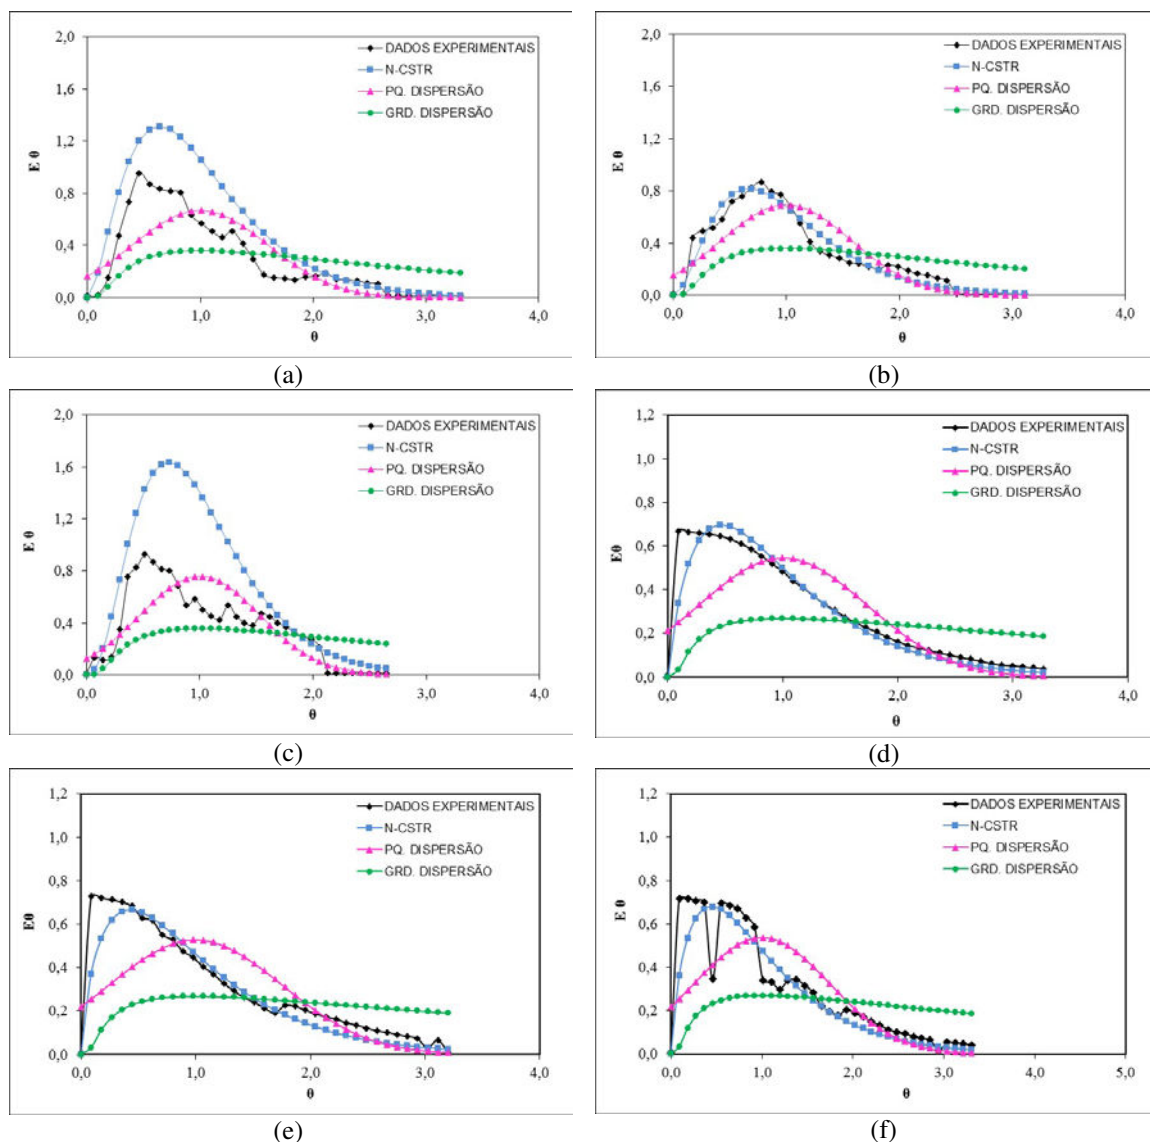 2,0
1,6
1,2
0,8
0,4
0,0
E θ
DADOS EXPERIMENTAIS
N-CSTR
PQ. DISPERSÃO
GRD. DISPERSÃO
0,0 1,0 2,0 3,0 4,0
θ
(a)
2,0
1,6
1,2
0,8
0,4
0,0
E θ
DADOS EXPERIMENTAIS
N-CSTR
PQ. DISPERSÃO
GRD. DISPERSÃO
0,0 1,0 2,0 3,0 4,0
θ
(b)
2,0
1,6
1,2
0,8
0,4
0,0
E θ
DADOS EXPERIMENTAIS
N-CSTR
PQ. DISPERSÃO
GRD. DISPERSÃO
0,0 1,0 2,0 3,0 4,0
θ
(c)
1,2
1,0
0,8
0,6
0,4
0,2
0,0
Eθ
DADOS EXPERIMENTAIS
N-CSTR
PQ. DISPERSÃO
GRD. DISPERSÃO
0,0 1,0 2,0 3,0 4,0
θ
(d)
1,2
1,0
0,8
0,6
0,4
0,2
0,0
Eθ
DADOS EXPERIMENTAIS
N-CSTR
PQ. DISPERSÃO
GRD. DISPERSÃO
0,0 1,0 2,0 3,0 4,0
θ
(e)
1,2
1,0
0,8
0,6
0,4
0,2
0,0
E θ
DADOS EXPERIMENTAIS
N-CSTR
PQ. DISPERSÃO
GRD. DISPERSÃO
0,0 1,0 2,0 3,0 4,0 5,0
θ
(f)